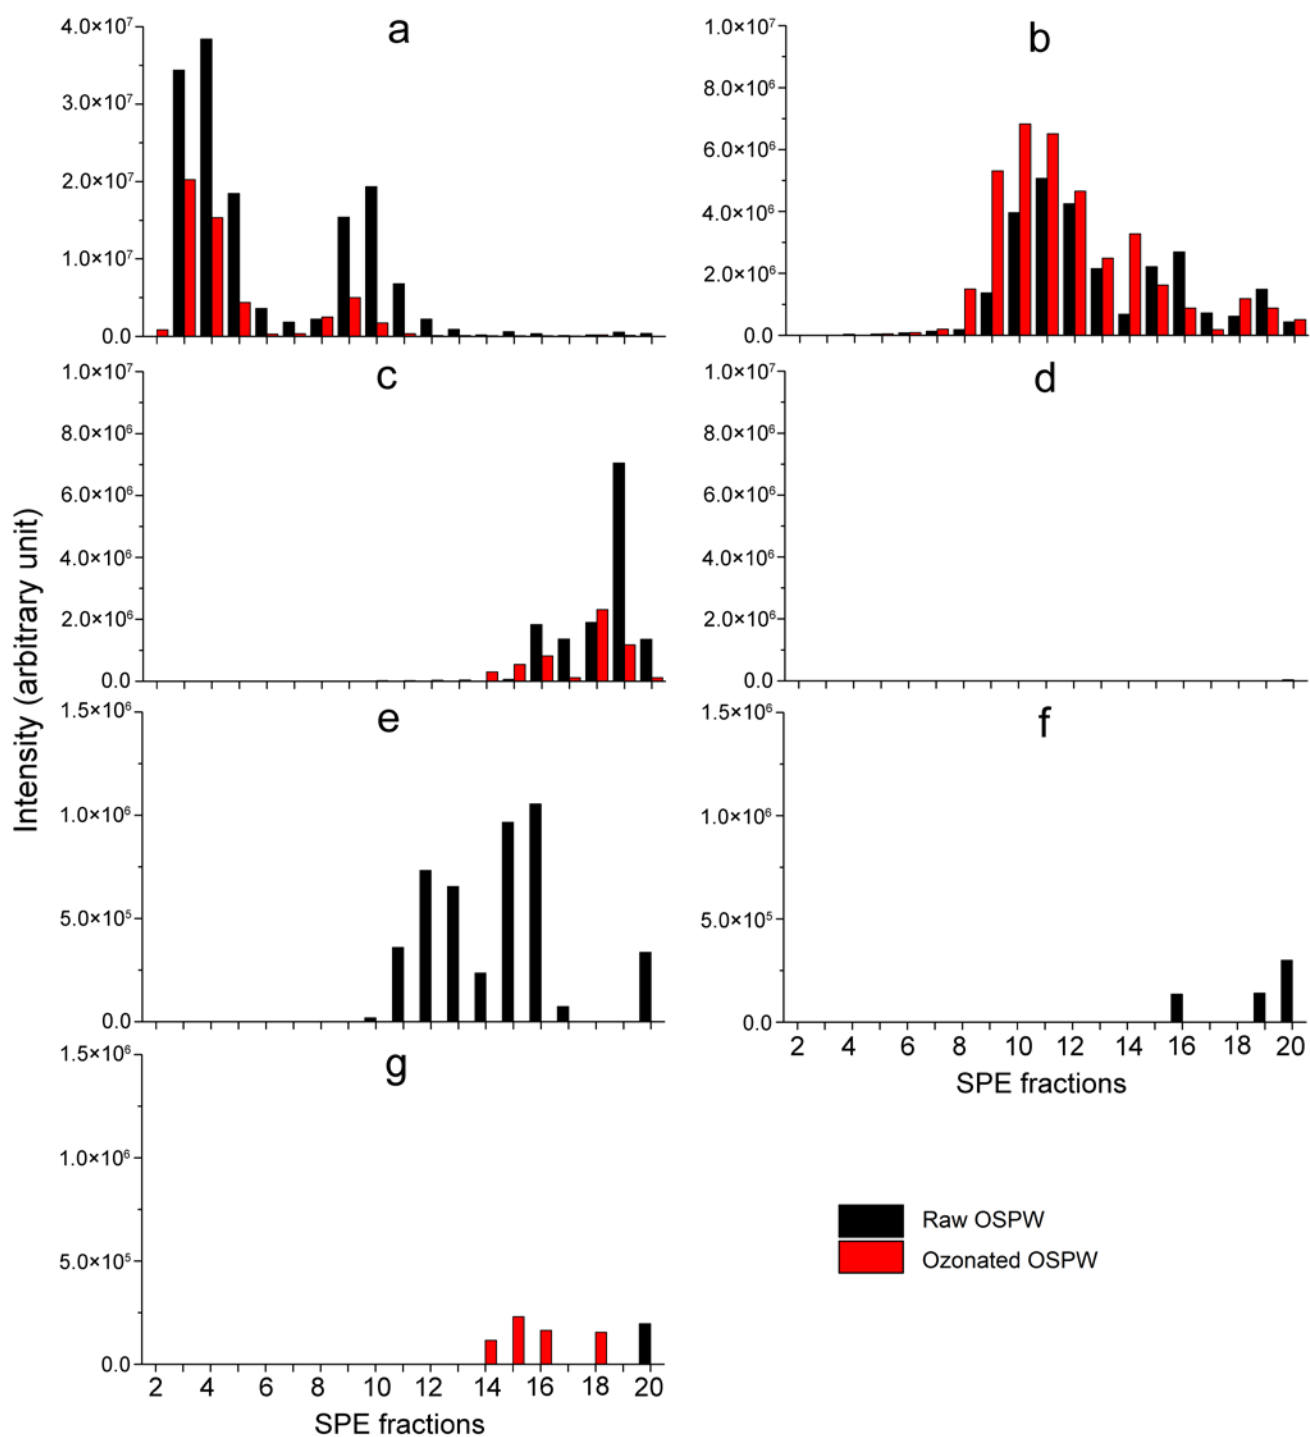 a
4.0×10⁷
3.0×10⁷
2.0×10⁷
1.0×10⁷
0.0
b
1.0×10⁷
8.0×10⁶
6.0×10⁶
4.0×10⁶
2.0×10⁶
0.0
c
1.0×10⁷
8.0×10⁶
6.0×10⁶
4.0×10⁶
2.0×10⁶
0.0
d
1.0×10⁷
8.0×10⁶
6.0×10⁶
4.0×10⁶
2.0×10⁶
0.0
Intensity (arbitrary unit)
e
1.5×10⁶
1.0×10⁶
5.0×10⁵
0.0
f
1.5×10⁶
1.0×10⁶
5.0×10⁵
0.0
2 4 6 8 10 12 14 16 18 20
SPE fractions
g
1.5×10⁶
1.0×10⁶
5.0×10⁵
0.0
2 4 6 8 10 12 14 16 18 20
SPE fractions
Raw OSPW
Ozonated OSPW